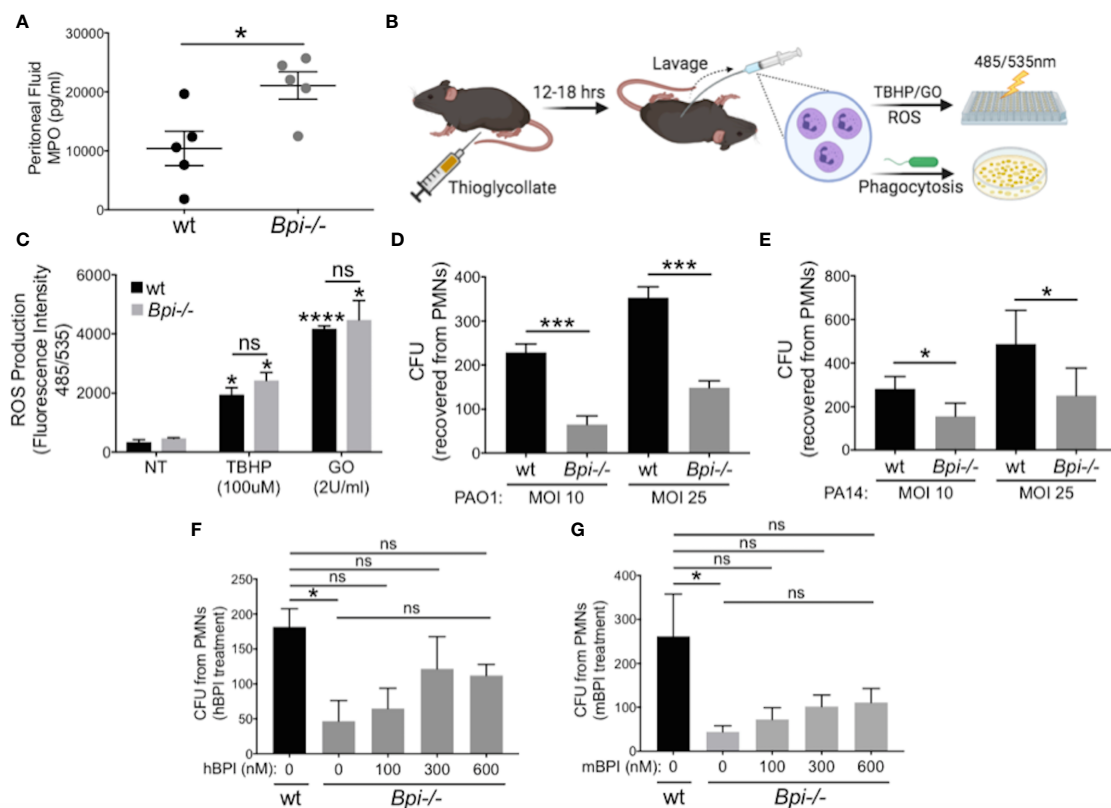 A
Peritoneal Fluid
MPO (pg/ml)
30000
20000
10000
0
*
wt
Bpi-/-
B
Thioglycollate
12-18 hrs
Lavage
TBHP/GO
ROS
485/535nm
Phagocytosis
C
ROS Production
(Fluorescence Intensity
485/535)
6000
4000
2000
0
wt
Bpi-/-
ns
* *
ns
**** *
NT
TBHP
(100uM)
GO
(2U/ml)
D
CFU
(recovered from PMNs)
400
300
200
100
0
***
***
wt Bpi-/- wt Bpi-/-
PAO1: MOI 10 MOI 25
E
CFU
(recovered from PMNs)
800
600
400
200
0
*
*
wt Bpi-/- wt Bpi-/-
PA14: MOI 10 MOI 25
F
CFU from PMNs
(hBPI treatment)
250
200
150
100
50
0
ns
ns
ns
*
ns
hBPI (nM): 0 0 100 300 600
wt Bpi-/-
G
CFU from PMNs
(mBPI treatment)
400
300
200
100
0
ns
ns
ns
*
ns
mBPI (nM): 0 0 100 300 600
wt Bpi-/-